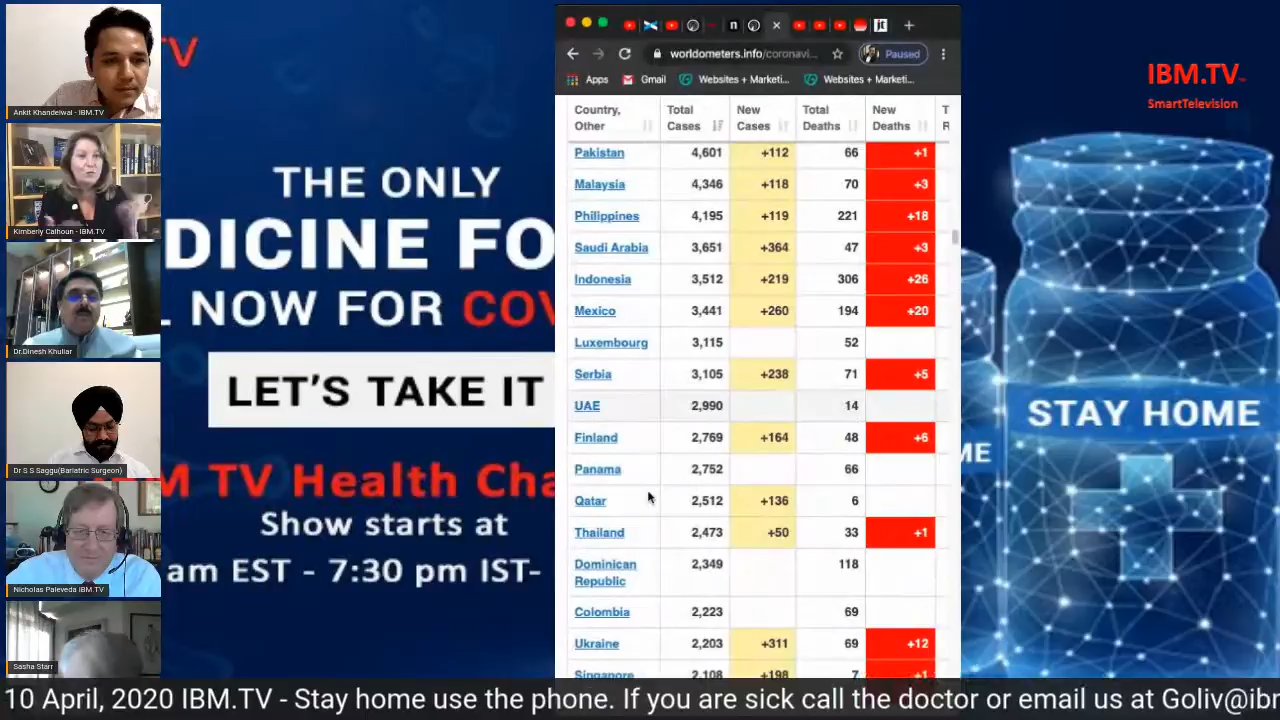 Ankit Khandelwal - IBM.TV
Kimberly Calhoun - IBM.TV
Dr.Dinesh Khullar
Dr S S Saggu(Bariatric Surgeon)
Nicholas Paleveda IBM.TV
Sasha Starr
TV
THE ONLY
DICINE FO
NOW FOR COV
LET'S TAKE IT
M TV Health Cha
Show starts at
am EST - 7:30 pm IST-
worldometers.info/coronavi...
Paused
Apps Gmail Websites + Marketi... Websites + Marketi...
Country, Other Total Cases New Cases Total Deaths New Deaths T R
Pakistan 4,601 +112 66 +1
Malaysia 4,346 +118 70 +3
Philippines 4,195 +119 221 +18
Saudi Arabia 3,651 +364 47 +3
Indonesia 3,512 +219 306 +26
Mexico 3,441 +260 194 +20
Luxembourg 3,115 52
Serbia 3,105 +238 71 +5
UAE 2,990 14
Finland 2,769 +164 48 +6
Panama 2,752 66
Qatar 2,512 +136 6
Thailand 2,473 +50 33 +1
Dominican Republic 2,349 118
Colombia 2,223 69
Ukraine 2,203 +311 69 +12
Singapore 2,108 +198 7 +1
IBM.TV
SmartTelevision
STAY HOME
ME
10 April, 2020 IBM.TV - Stay home use the phone. If you are sick call the doctor or email us at Goliv@ib